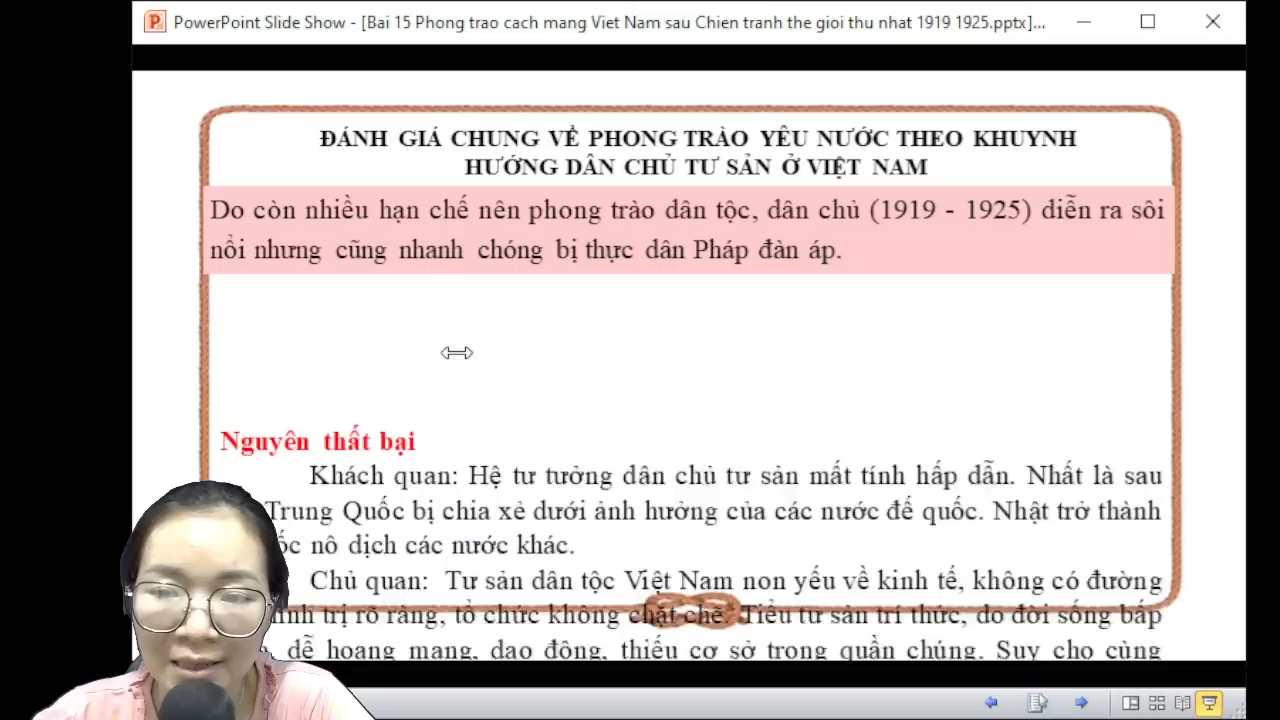 PowerPoint Slide Show - [Bai 15 Phong trao cach mang Viet Nam sau Chien tranh the gioi thu nhat 1919 1925.pptx]...
ĐÁNH GIÁ CHUNG VỀ PHONG TRÀO YÊU NƯỚC THEO KHUYNH
HƯỚNG DÂN CHỦ TƯ SẢN Ở VIỆT NAM
Do còn nhiều hạn chế nên phong trào dân tộc, dân chủ (1919 - 1925) diễn ra sôi
nổi nhưng cũng nhanh chóng bị thực dân Pháp đàn áp.
Nguyên thất bại
Khách quan: Hệ tư tưởng dân chủ tư sản mất tính hấp dẫn. Nhất là sau
Trung Quốc bị chia xẻ dưới ảnh hưởng của các nước đế quốc. Nhật trở thành
nô dịch các nước khác.
Chủ quan: Tư sản dân tộc Việt Nam non yếu về kinh tế, không có đường
trị rõ ràng, tổ chức không chặt chẽ. Tiểu tư sản trí thức, do đời sống bấp
dễ hoang mang, dao động, thiếu cơ sở trong quần chúng. Suy cho cùng